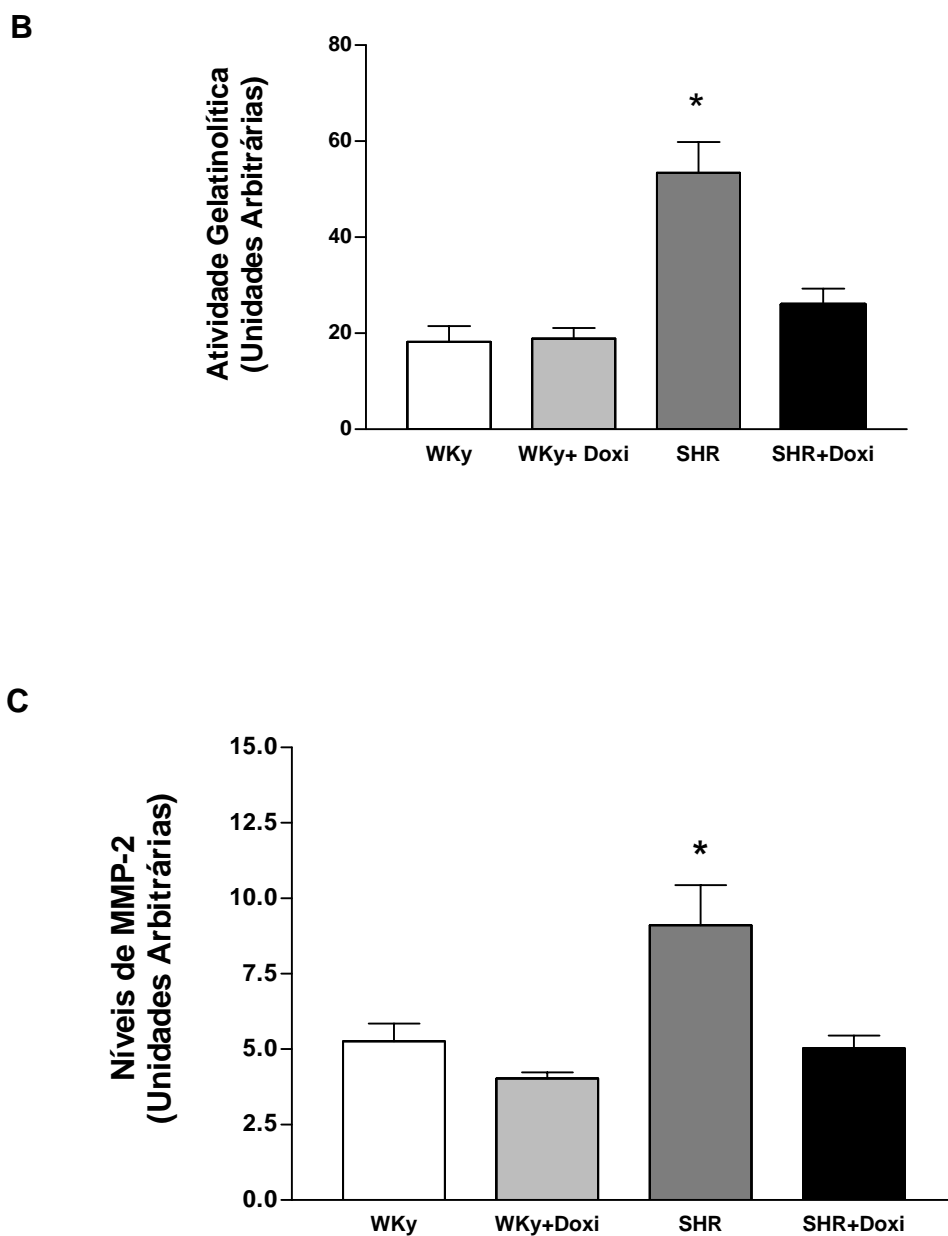 B
Atividade Gelatinolítica
(Unidades Arbitrárias)
80
60
40
20
0
*
WKy WKy+ Doxi SHR SHR+Doxi
C
Níveis de MMP-2
(Unidades Arbitrárias)
15.0
12.5
10.0
7.5
5.0
2.5
0.0
*
WKy WKy+Doxi SHR SHR+Doxi